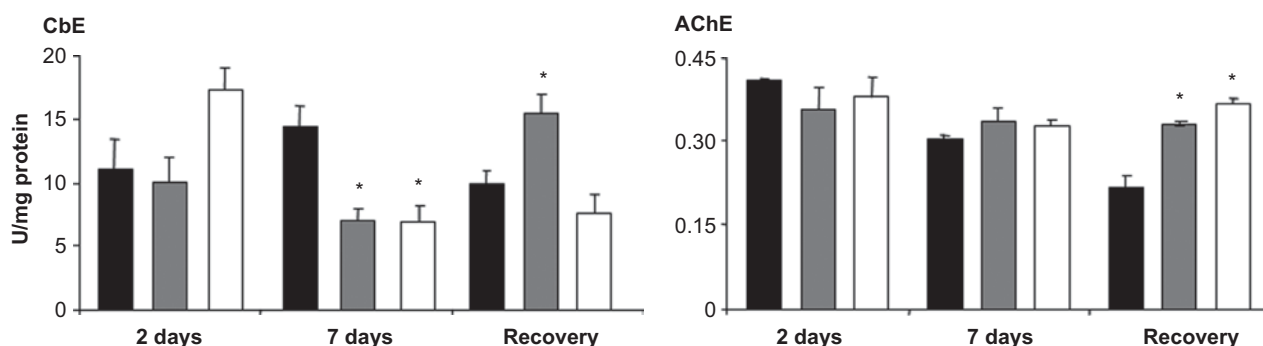 CbE
U/mg protein
20
15
10
5
0
*
*
*
2 days
7 days
Recovery
AChE
0.45
0.30
0.15
0
*
*
2 days
7 days
Recovery